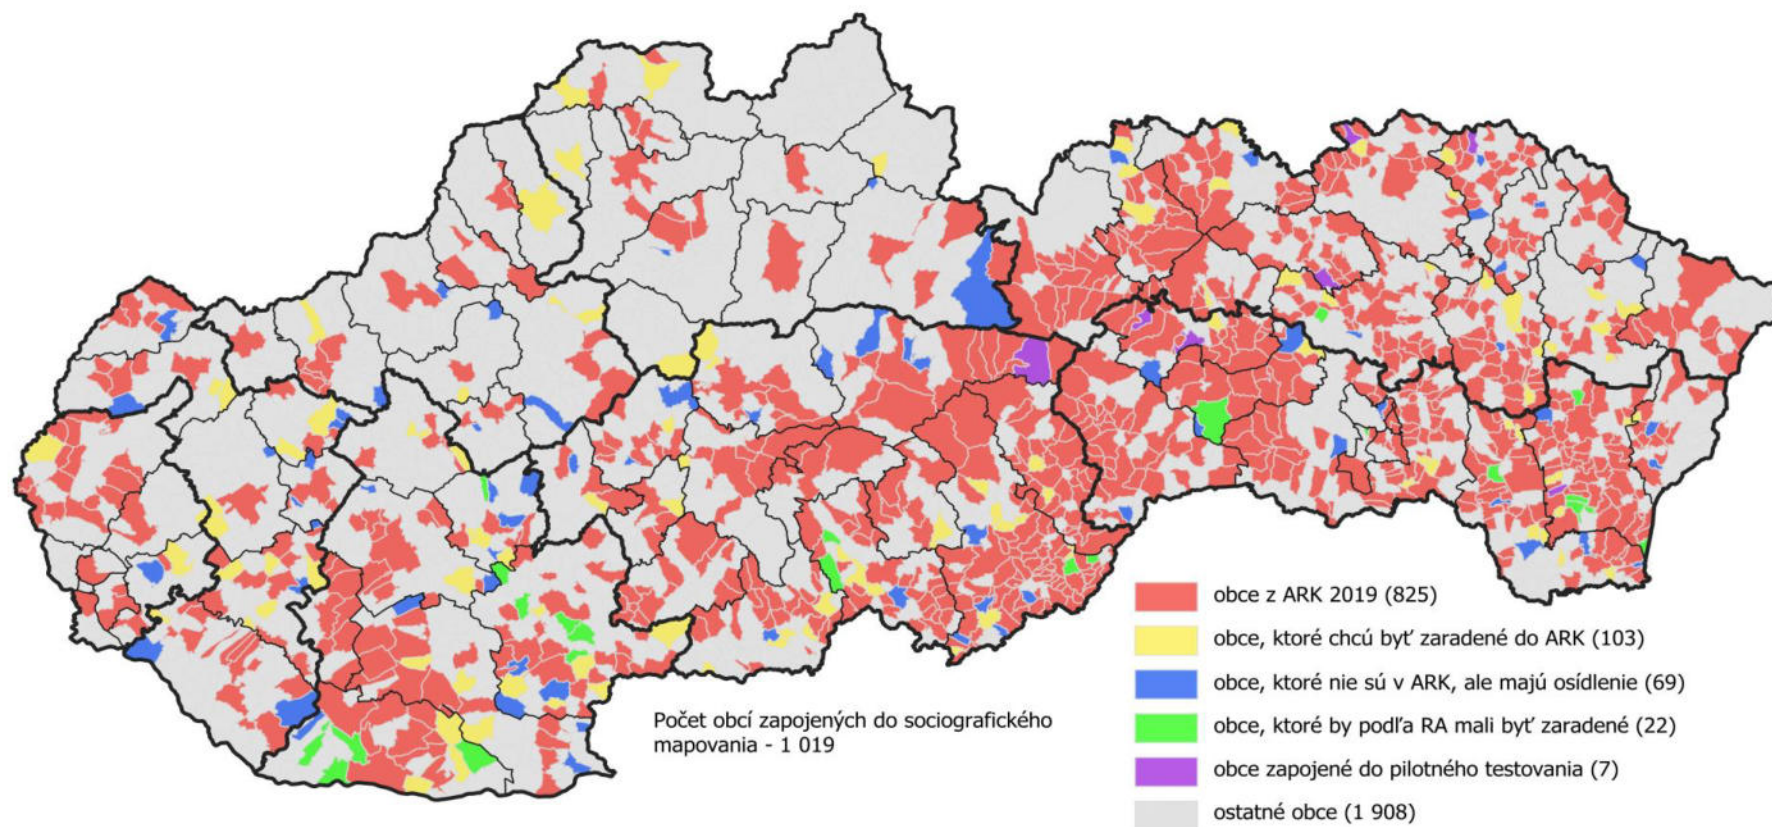 obce z ARK 2019 (825)
obce, ktoré chcú byť zaradené do ARK (103)
obce, ktoré nie sú v ARK, ale majú osídlenie (69)
obce, ktoré by podľa RA mali byť zaradené (22)
obce zapojené do pilotného testovania (7)
ostatné obce (1 908)
Počet obcí zapojených do sociografického
mapovania - 1 019